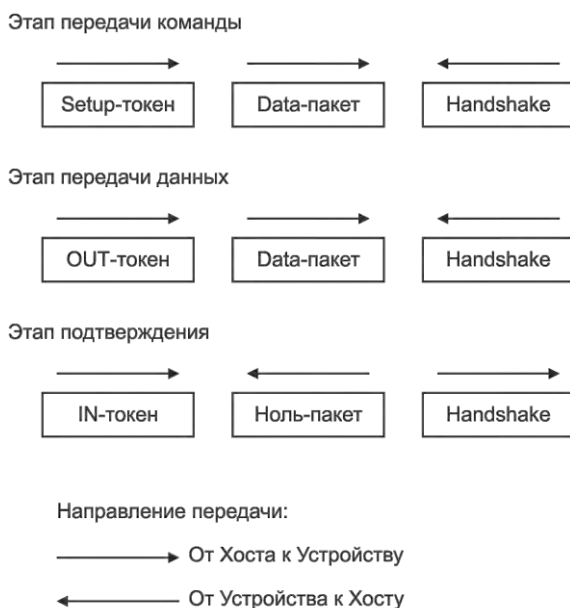 Этап передачи команды
Setup-токен Data-пакет Handshake
Этап передачи данных
OUT-токен Data-пакет Handshake
Этап подтверждения
IN-токен Ноль-пакет Handshake
Направление передачи:
От Хоста к Устройству
От Устройства к Хосту